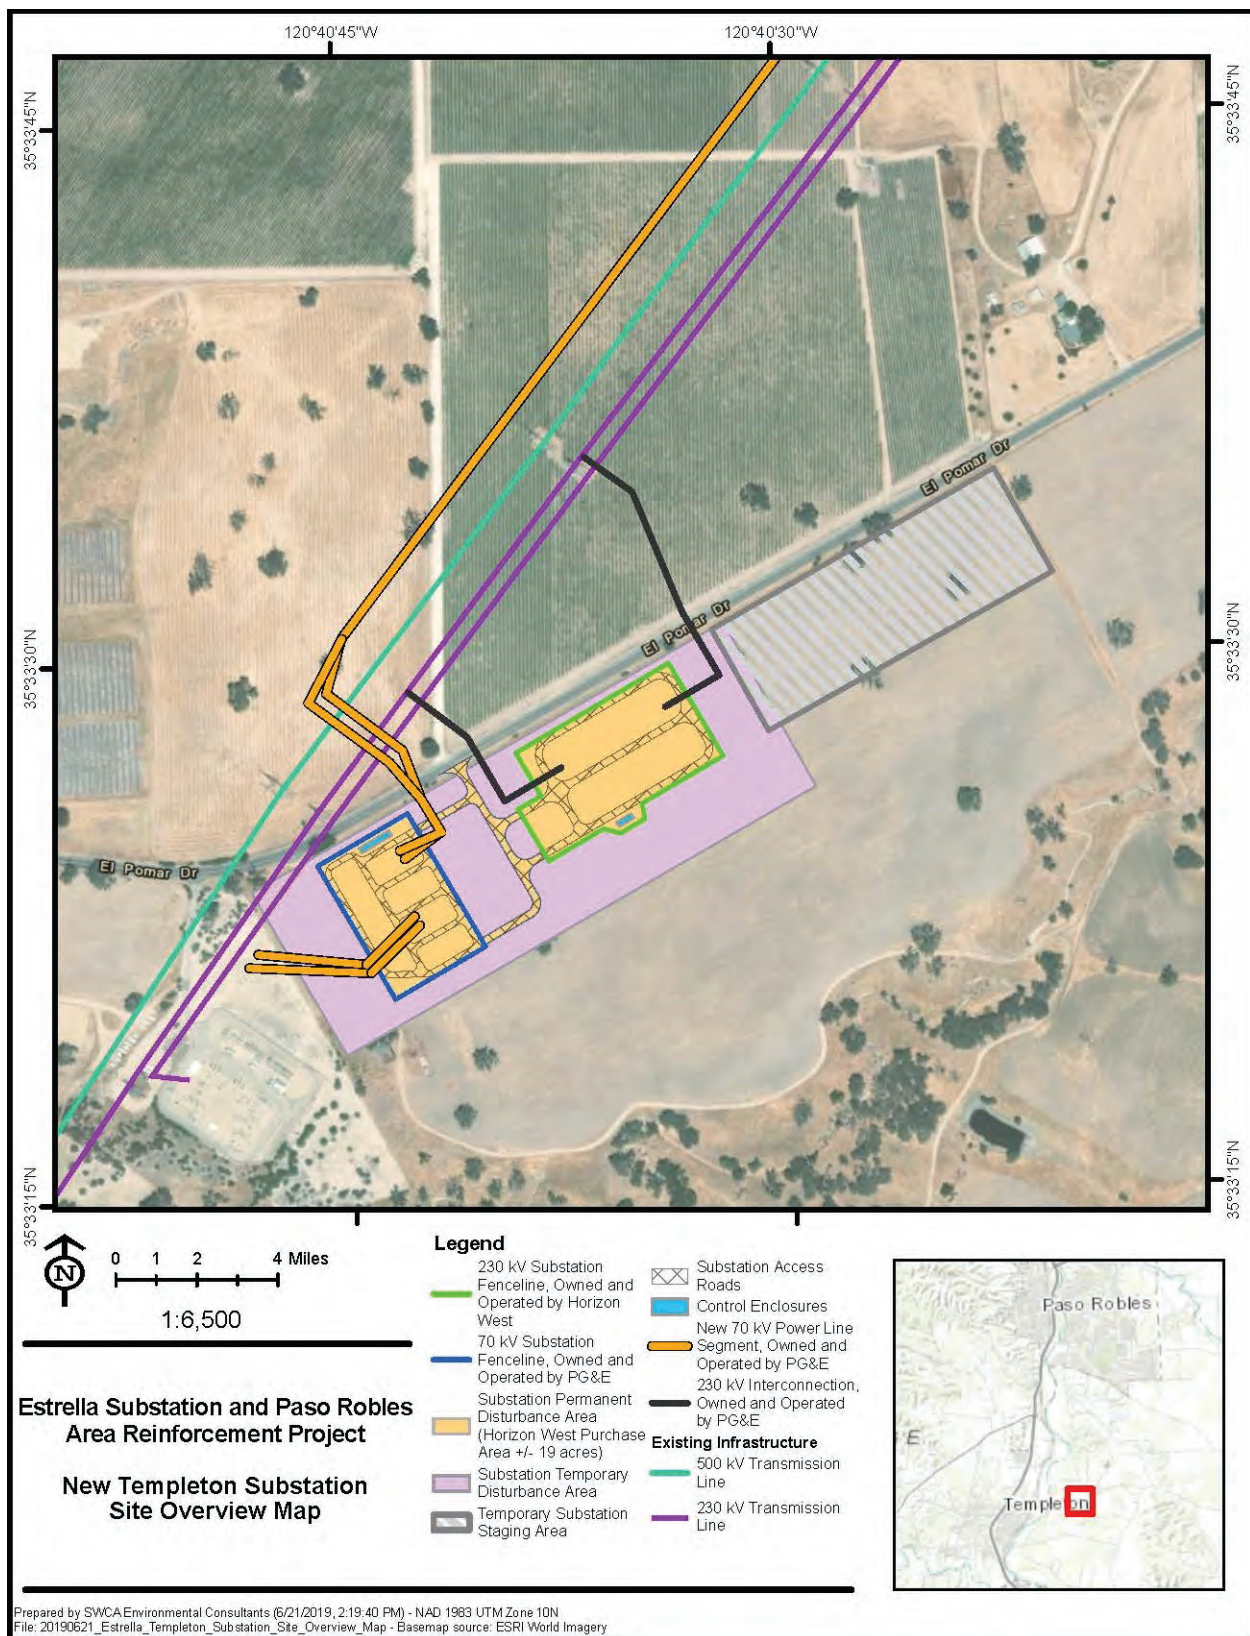 120°40'45"W
120°40'30"W
35°33'45"N
35°33'45"N
El Pomar Dr
El Pomar Dr
35°33'30"N
35°33'30"N
El Pomar Dr
35°33'15"N
35°33'15"N
N
0 1 2 4 Miles
1:6,500
Estrella Substation and Paso Robles
Area Reinforcement Project
New Templeton Substation
Site Overview Map
Legend
230 kV Substation
Fenceline, Owned and
Operated by Horizon
West
70 kV Substation
Fenceline, Owned and
Operated by PG&E
Substation Permanent
Disturbance Area
(Horizon West Purchase
Area +/- 19 acres)
Substation Temporary
Disturbance Area
Temporary Substation
Staging Area
Substation Access
Roads
Control Enclosures
New 70 kV Power Line
Segment, Owned and
Operated by PG&E
230 kV Interconnection,
Owned and Operated
by PG&E
Existing Infrastructure
500 kV Transmission
Line
230 kV Transmission
Line
Paso Robles
E
Templeton
Prepared by SWCA Environmental Consultants (6/21/2019, 2:19:40 PM) - NAD 1983 UTM Zone 10N
File: 20190621_Estrella_Templeton_Substation_Site_Overview_Map - Basemap source: ESRI World Imagery